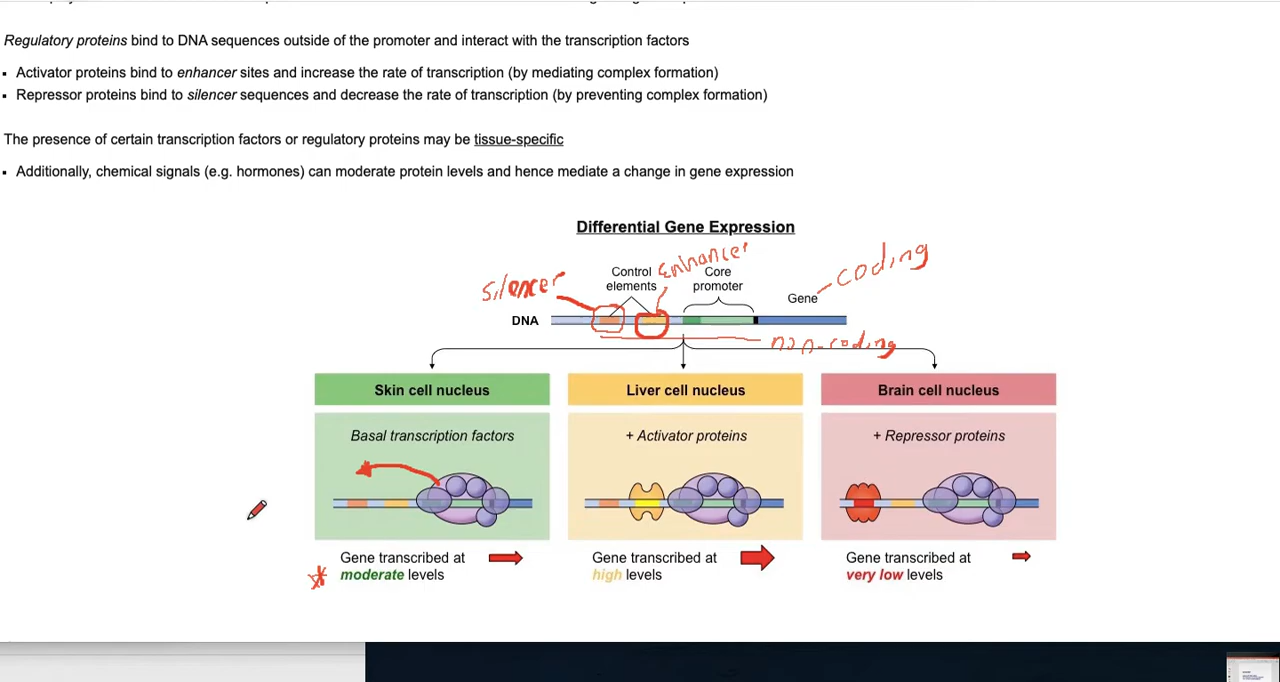 Regulatory proteins bind to DNA sequences outside of the promoter and interact with the transcription factors
▪ Activator proteins bind to enhancer sites and increase the rate of transcription (by mediating complex formation)
▪ Repressor proteins bind to silencer sequences and decrease the rate of transcription (by preventing complex formation)
The presence of certain transcription factors or regulatory proteins may be tissue-specific
▪ Additionally, chemical signals (e.g. hormones) can moderate protein levels and hence mediate a change in gene expression
Differential Gene Expression
Silencer
Control
elements
Enhancer
Core
promoter
Gene
coding
DNA
non-coding
Skin cell nucleus
Liver cell nucleus
Brain cell nucleus
Basal transcription factors
+ Activator proteins
+ Repressor proteins
Gene transcribed at
moderate levels
Gene transcribed at
high levels
Gene transcribed at
very low levels